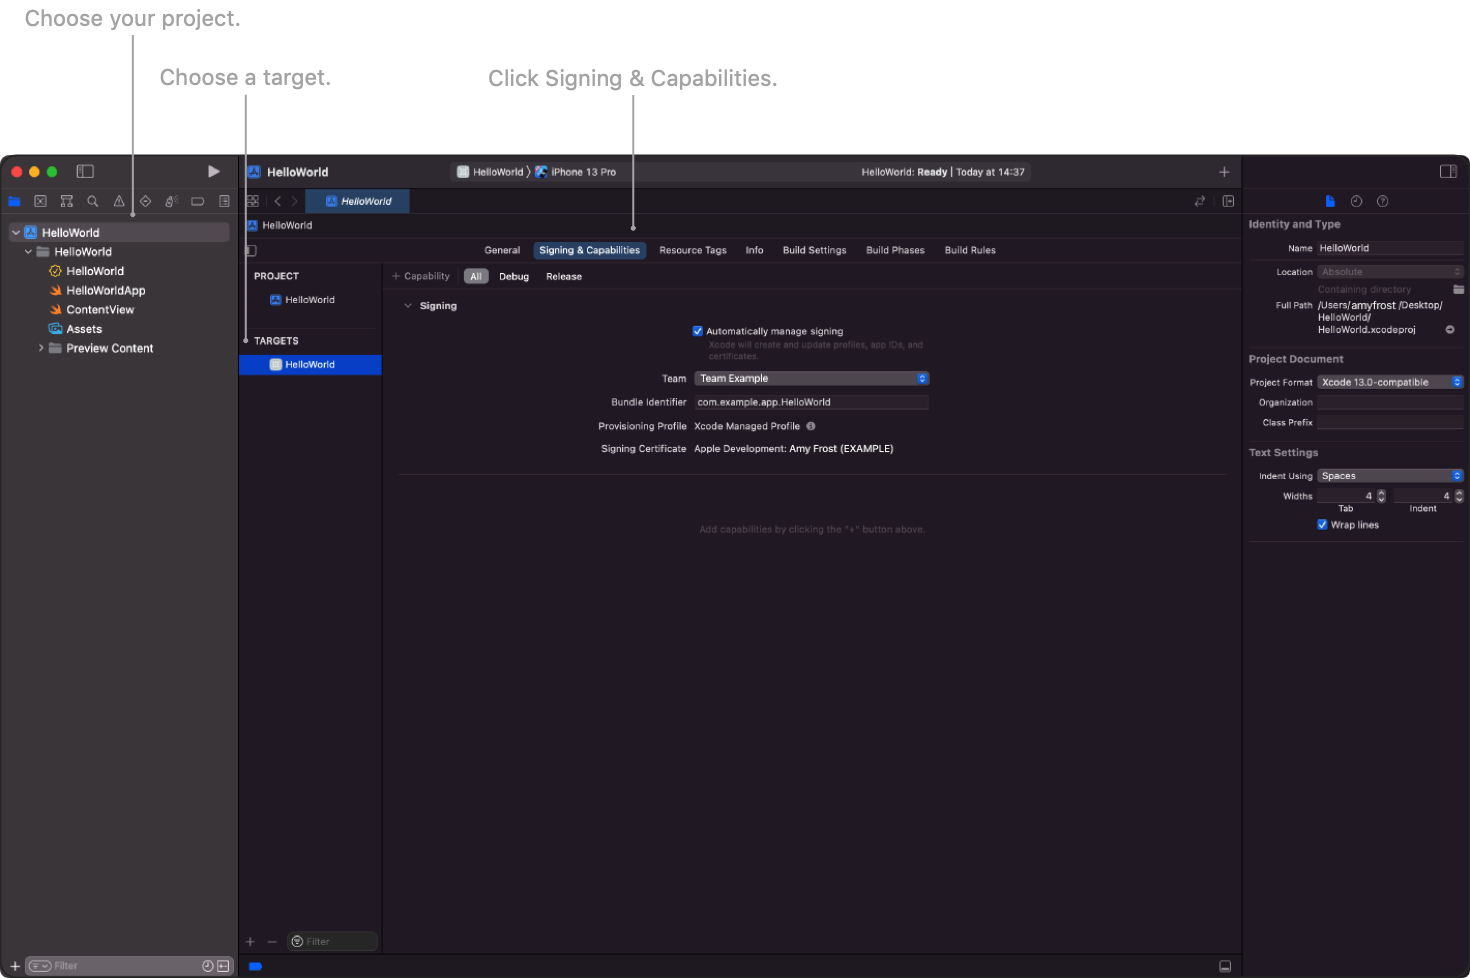 Choose your project.
Choose a target.
Click Signing & Capabilities.
HelloWorld
HelloWorld
iPhone 13 Pro
HelloWorld: Ready | Today at 14:37
HelloWorld
HelloWorld
General
Signing & Capabilities
Resource Tags
Info
Build Settings
Build Phases
Build Rules
HelloWorld
HelloWorld
HelloWorld
HelloWorldApp
ContentView
Assets
Preview Content
PROJECT
HelloWorld
TARGETS
HelloWorld
+ Capability
All
Debug
Release
Signing
Automatically manage signing
Xcode will create and update profiles, app IDs, and
certificates.
Team
Team Example
Bundle Identifier
com.example.app.HelloWorld
Provisioning Profile
Xcode Managed Profile
Signing Certificate
Apple Development: Amy Frost (EXAMPLE)
Add capabilities by clicking the "+" button above.
Identity and Type
Name
HelloWorld
Location
Absolute
Containing directory
Full Path
/Users/amyfrost /Desktop/
HelloWorld/
HelloWorld.xcodeproj
Project Document
Project Format
Xcode 13.0-compatible
Organization
Class Prefix
Text Settings
Indent Using
Spaces
Widths
4
4
Tab
Indent
Wrap lines
Filter
Filter